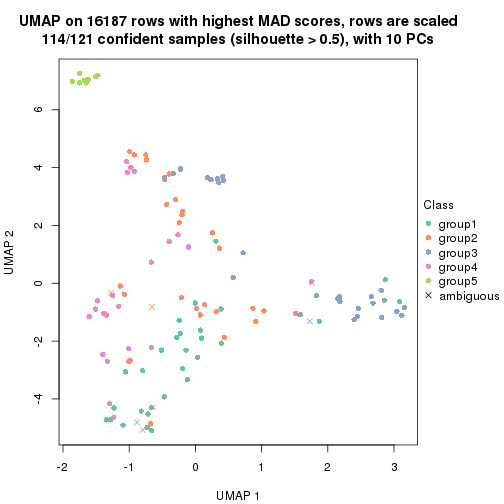 UMAP on 16187 rows with highest MAD scores, rows are scaled
114/121 confident samples (silhouette > 0.5), with 10 PCs
6
4
2
0
-2
-4
UMAP 2
-2
-1
0
1
2
3
UMAP 1
Class
group1
group2
group3
group4
group5
ambiguous